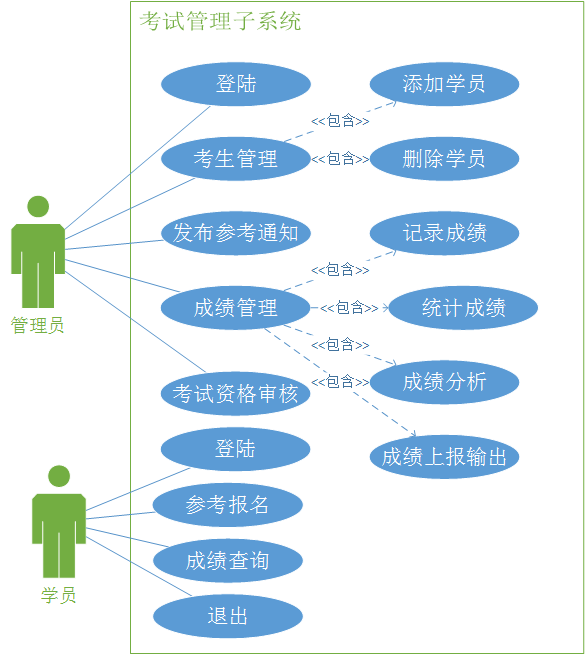 考试管理子系统
登陆
添加学员
<<包含>>
考生管理
<<包含>>
删除学员
发布参考通知
记录成绩
<<包含>>
成绩管理
<<包含>>
统计成绩
<<包含>>
管理员
成绩分析
<<包含>>
考试资格审核
登陆
成绩上报输出
参考报名
成绩查询
学员
退出